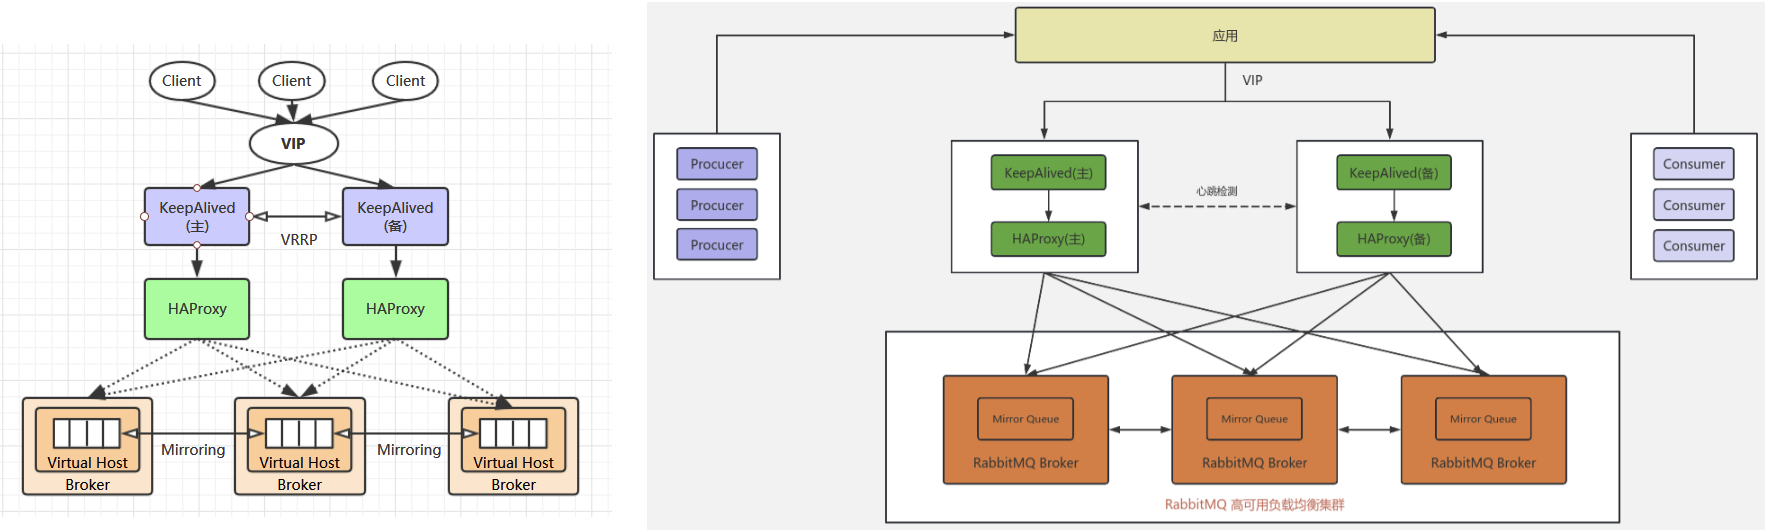 Client
Client
Client
VIP
KeepAlived
(主)
KeepAlived
(备)
VRRP
HAProxy
HAProxy
Mirroring
Mirroring
Virtual Host
Virtual Host
Virtual Host
Broker
Broker
Broker
应用
VIP
Procucer
Procucer
Procucer
KeepAlived(主)
HAProxy(主)
心跳检测
KeepAlived(备)
HAProxy(备)
Consumer
Consumer
Consumer
Mirror Queue
Mirror Queue
Mirror Queue
RabbitMQ Broker
RabbitMQ Broker
RabbitMQ Broker
RabbitMQ 高可用负载均衡集群